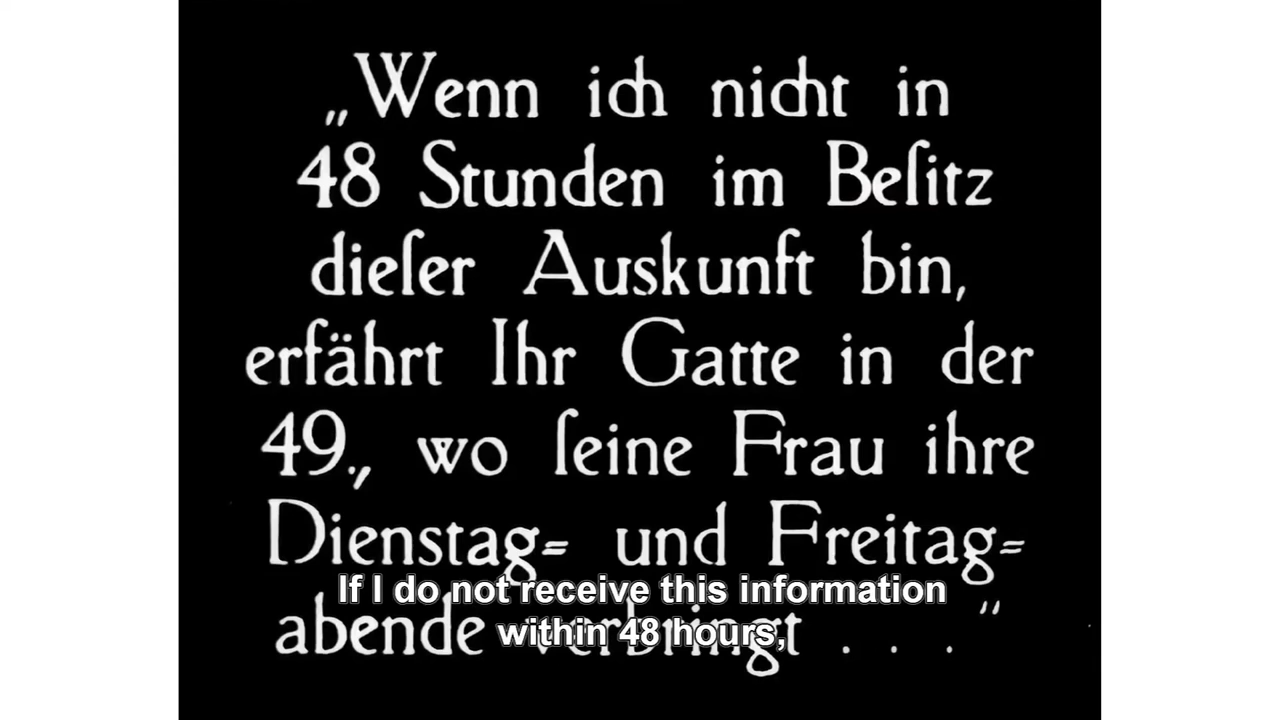 „Wenn ich nicht in
48 Stunden im Beſitz
dieſer Auskunft bin,
erfährt Ihr Gatte in der
49., wo ſeine Frau ihre
Dienstag= und Freitag=
abende verbringt . . . "
If I do not receive this information
within 48 hours,